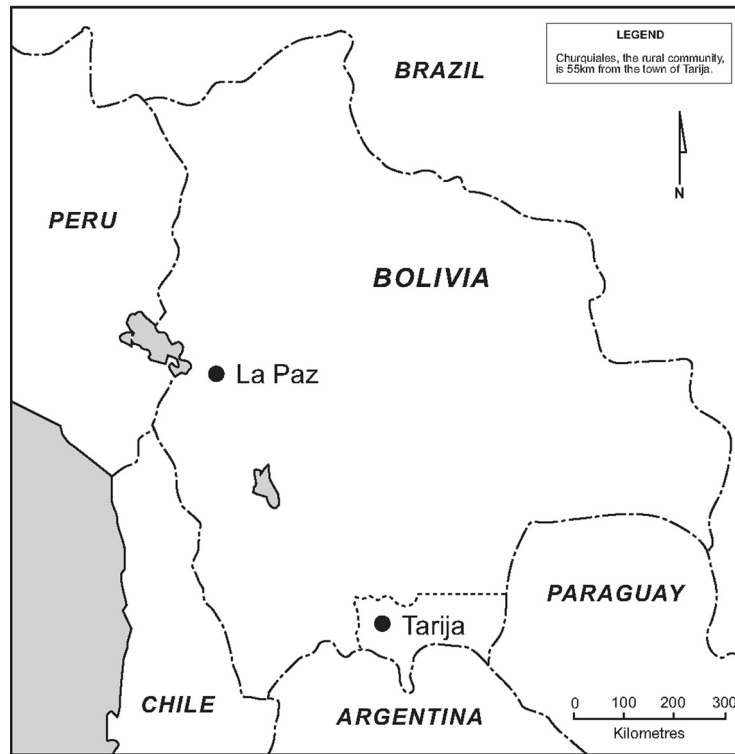 LEGEND
Churquiales, the rural community,
is 55km from the town of Tarija.
BRAZIL
N
PERU
BOLIVIA
La Paz
PARAGUAY
Tarija
CHILE
ARGENTINA
0 100 200 300
Kilometres